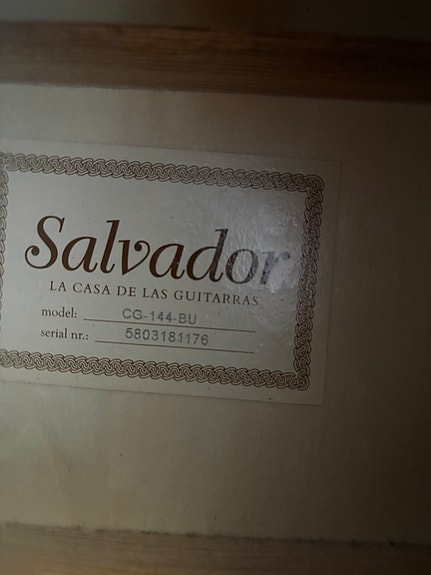 Salvador
LA CASA DE LAS GUITARRAS
model: CG-144-BU
serial nr.: 5803181176